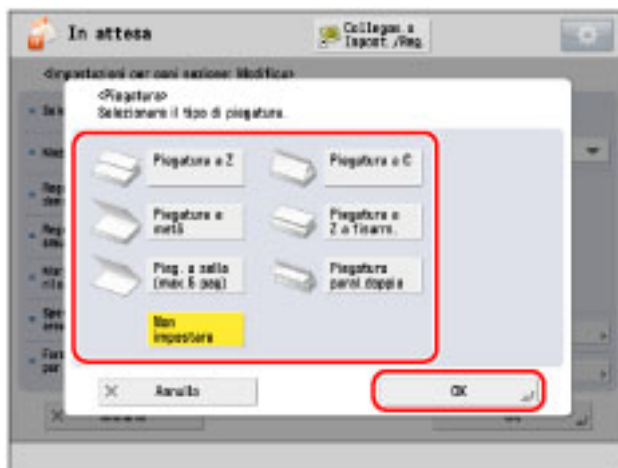 In attesa
Collegam. a
Impost./Reg.
<Impostazioni per ogni sezione: Modifica>
<Piegatura>
Selezionare il tipo di piegatura.
Piegatura a Z
Piegatura a C
Piegatura a
metà
Piegatura a
Z a fisarm.
Pieg. a sella
(max.5 pag)
Piegatura
paral.doppia
Non
impostare
Annulla
OK